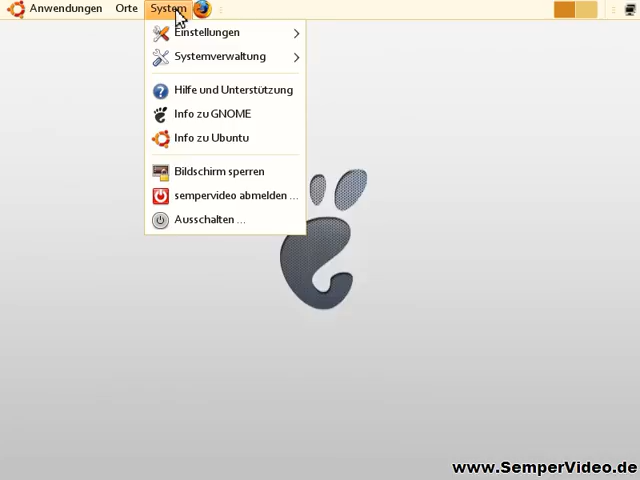 Anwendungen Orte System
Einstellungen
Systemverwaltung
Hilfe und Unterstützung
Info zu GNOME
Info zu Ubuntu
Bildschirm sperren
sempervideo abmelden ...
Ausschalten ...
www.SemperVideo.de